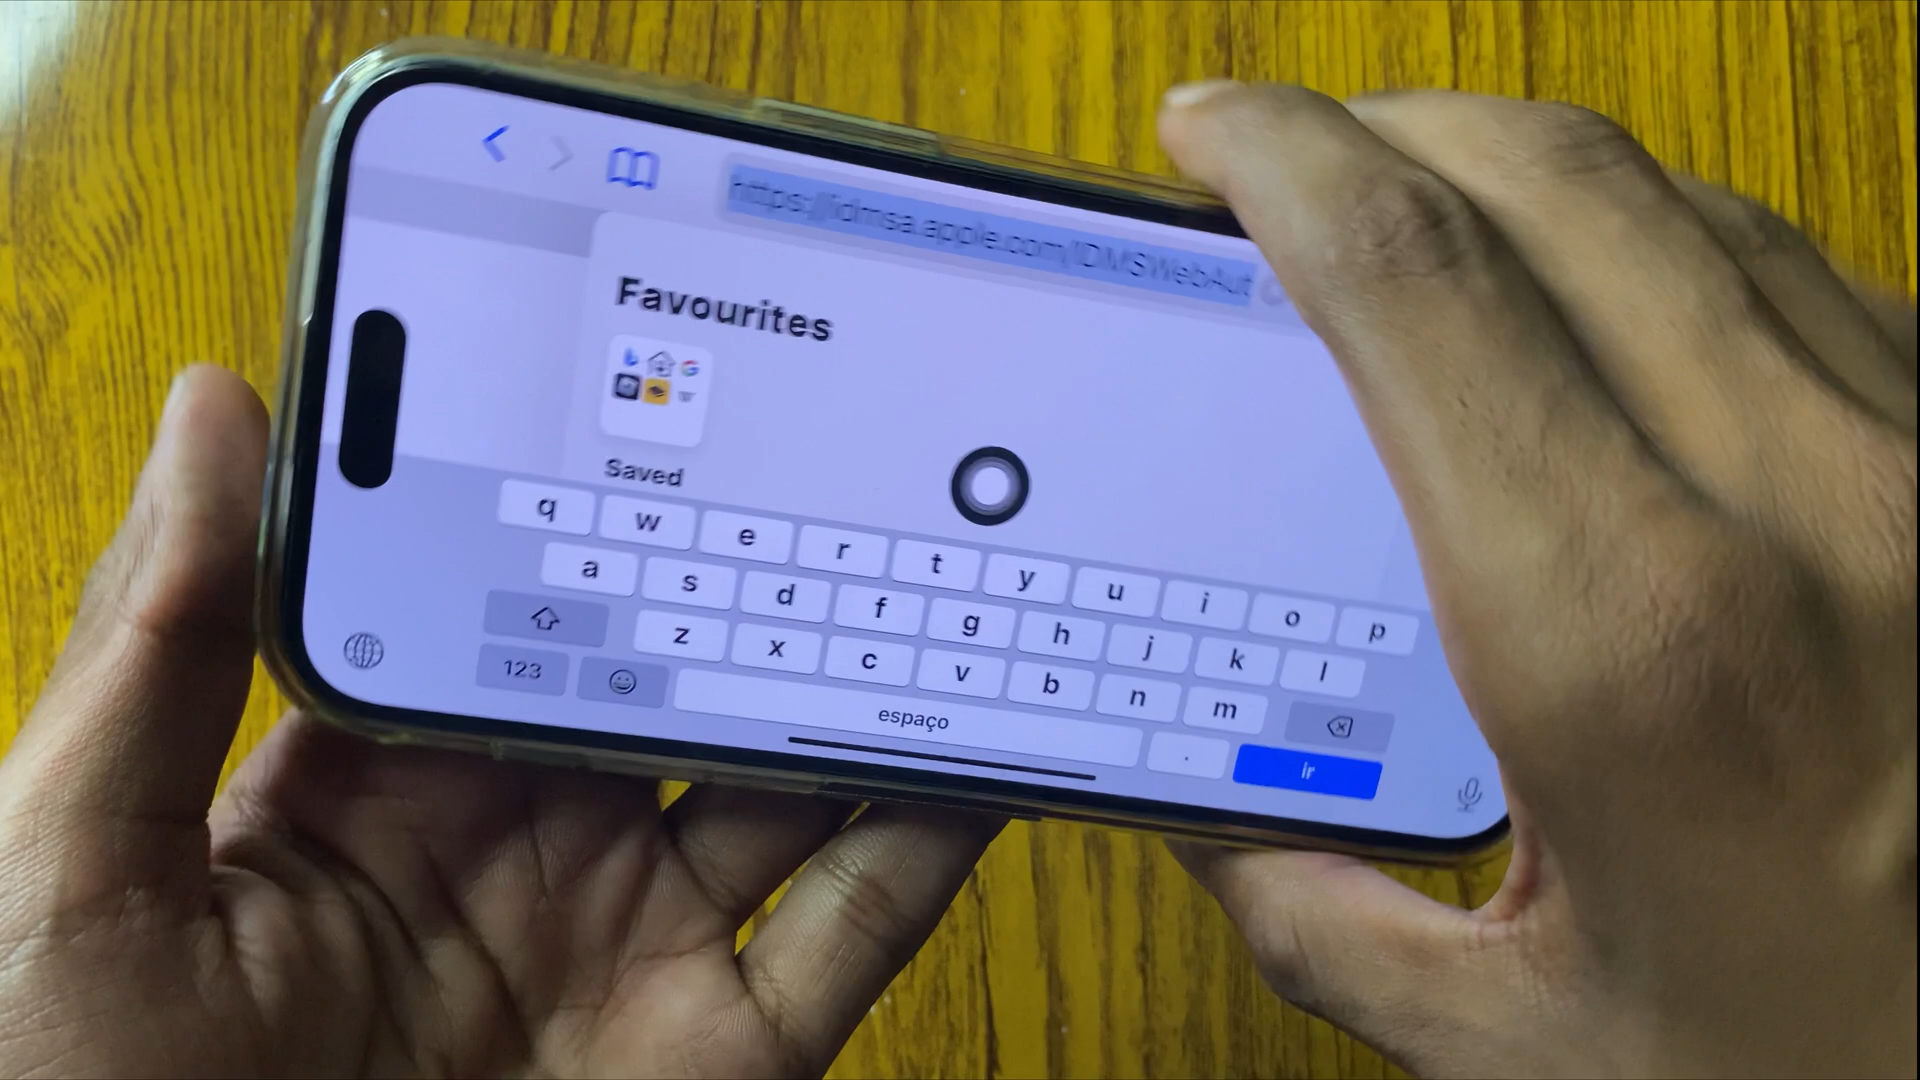 https://idmsa.apple.com/IDMSWebAut
Favourites
Saved
q w e r t y u i o p
a s d f g h j k l
z x c v b n m
123 espaço . ir